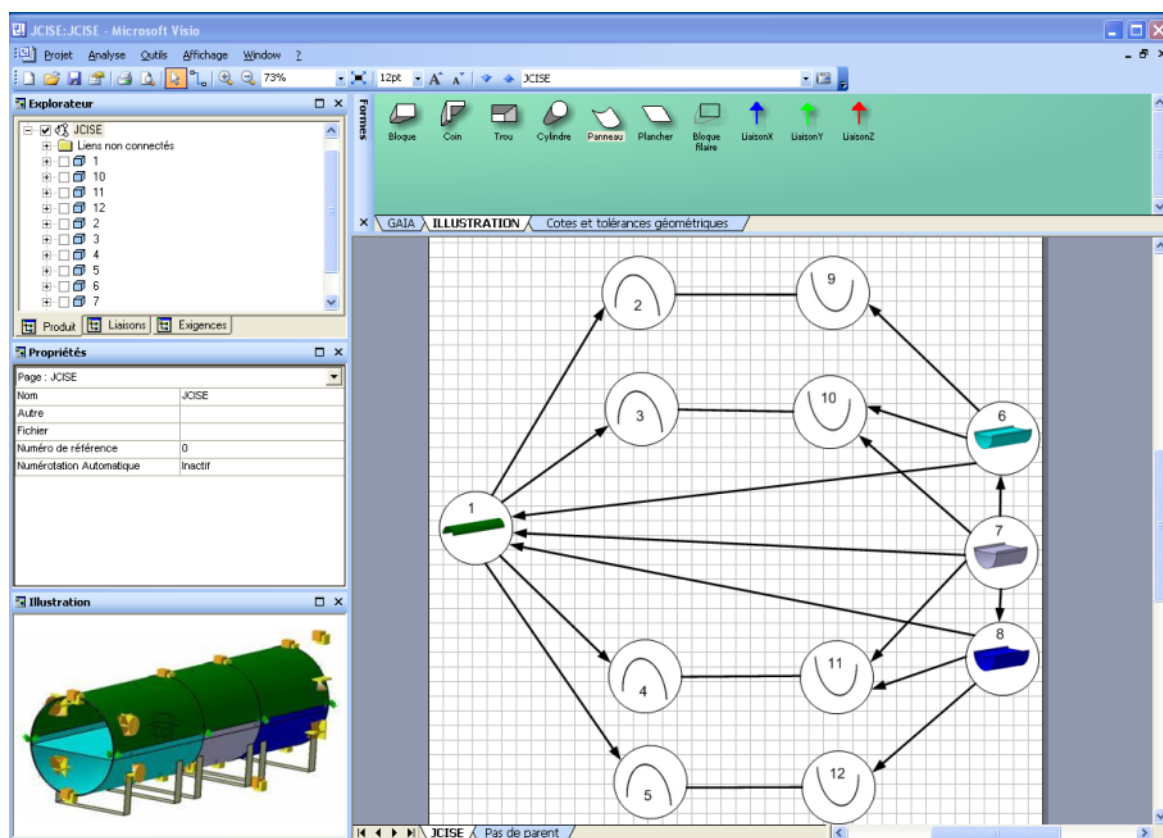 JCISE:JCISE - Microsoft Visio
Projet Analyse Outils Affichage Window ?
73% 12pt A A JCISE
Explorateur
JCISE
Liens non connectés
1
10
11
12
2
3
4
5
6
7
Produit Liaisons Exigences
Propriétés
Page : JCISE
Nom JCISE
Autre
Fichier
Numéro de référence 0
Numérotation Automatique Inactif
Illustration
Formes
Bloque Coin Trou Cylindre Panneau Plancher Bloque filaire LiaisonX LiaisonY LiaisonZ
GAIA ILLUSTRATION Cotes et tolérances géométriques
2 9
3 10
6
1
7
8
4 11
5 12
JCISE Pas de parent